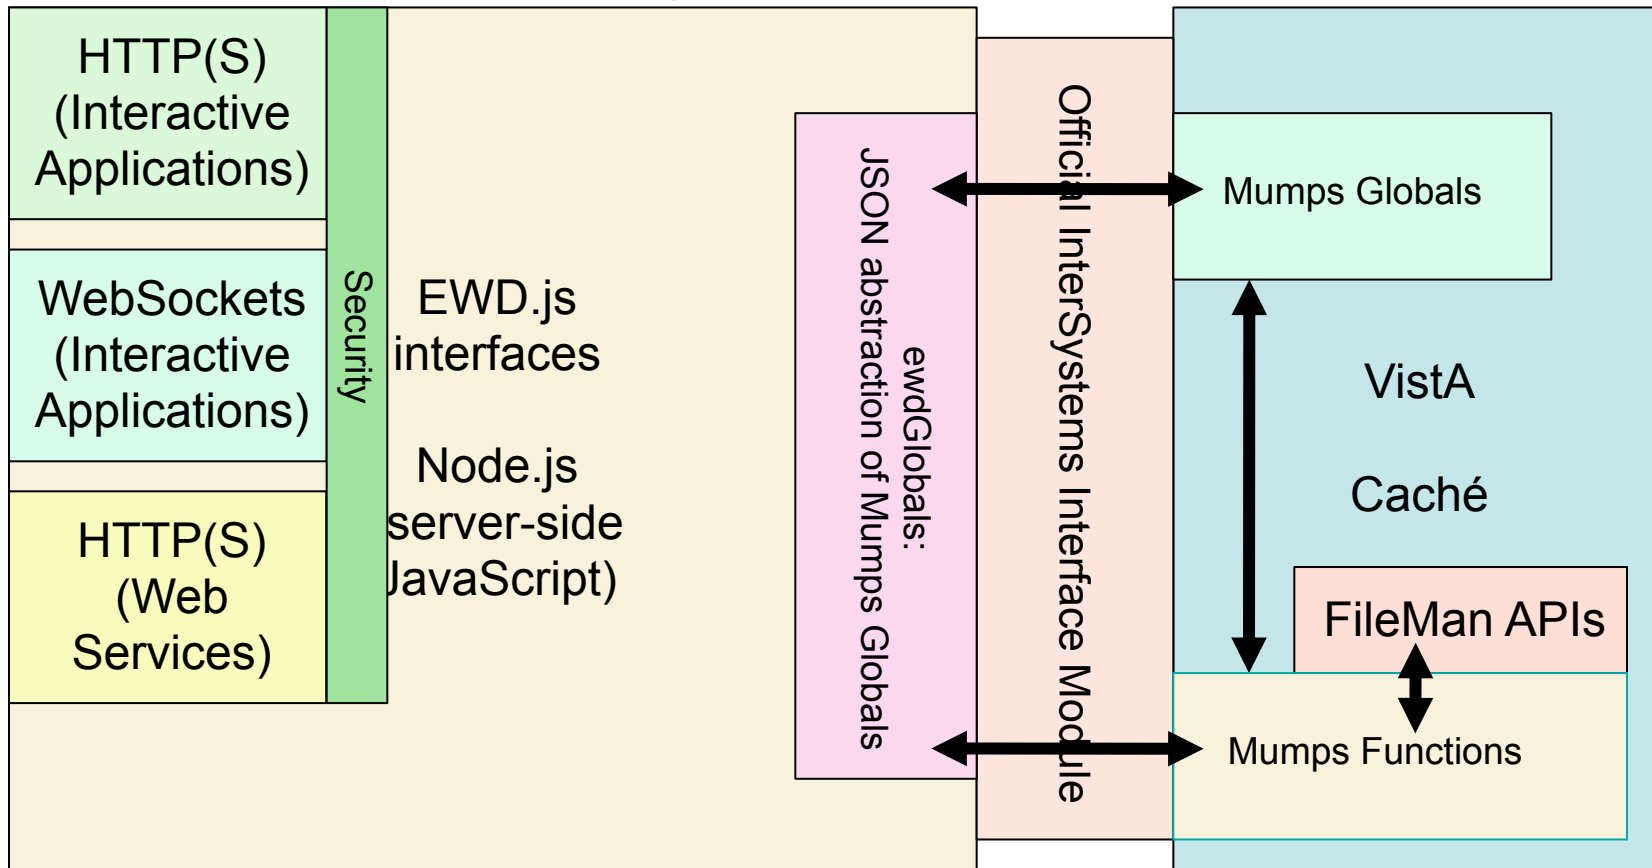 HTTP(S)
(Interactive
Applications)
WebSockets
(Interactive
Applications)
HTTP(S)
(Web
Services)
Security
EWD.js
interfaces
Node.js
server-side
JavaScript)
ewdGlobals:
JSON abstraction of Mumps Globals
Official InterSystems Interface Module
Mumps Globals
VistA
Caché
FileMan APIs
Mumps Functions